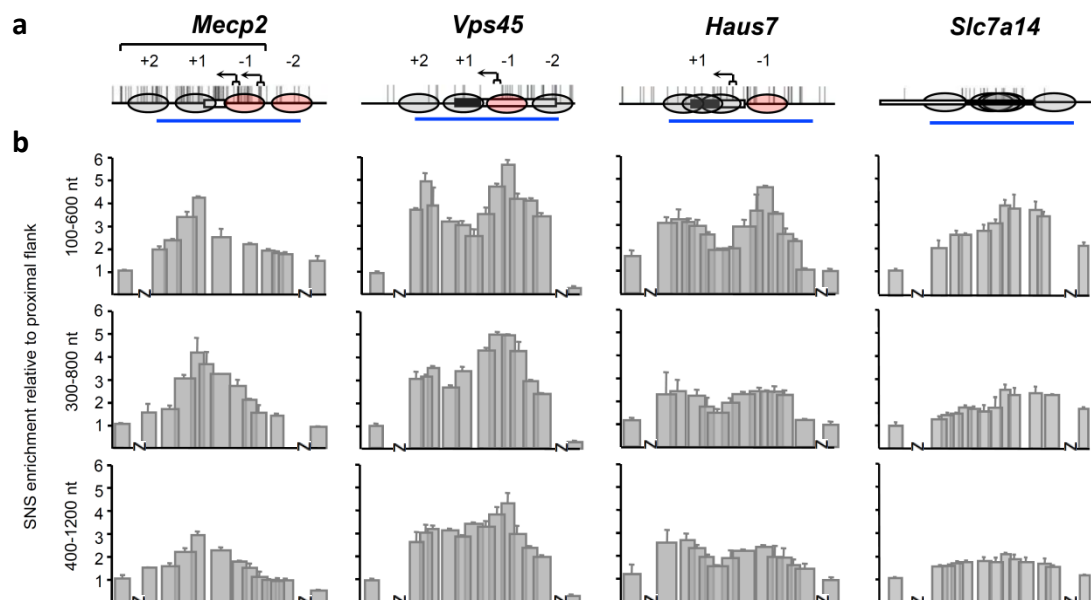 a
Mecp2 Vps45 Haus7 Slc7a14
+2 +1 -1 -2 +2 +1 -1 -2 +1 -1
b
SNS enrichment relative to proximal flank
100-600 nt
6
5
4
3
2
1
300-800 nt
6
5
4
3
2
1
400-1200 nt
6
5
4
3
2
1